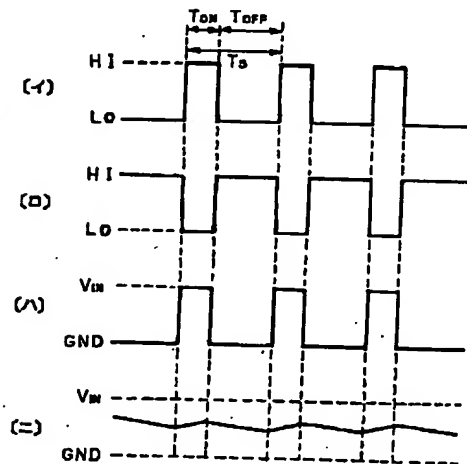 TON TOFF
HI
TS
(イ)
LO
HI
(ロ)
LO
VIN
(ハ)
GND
VIN
(ニ)
GND